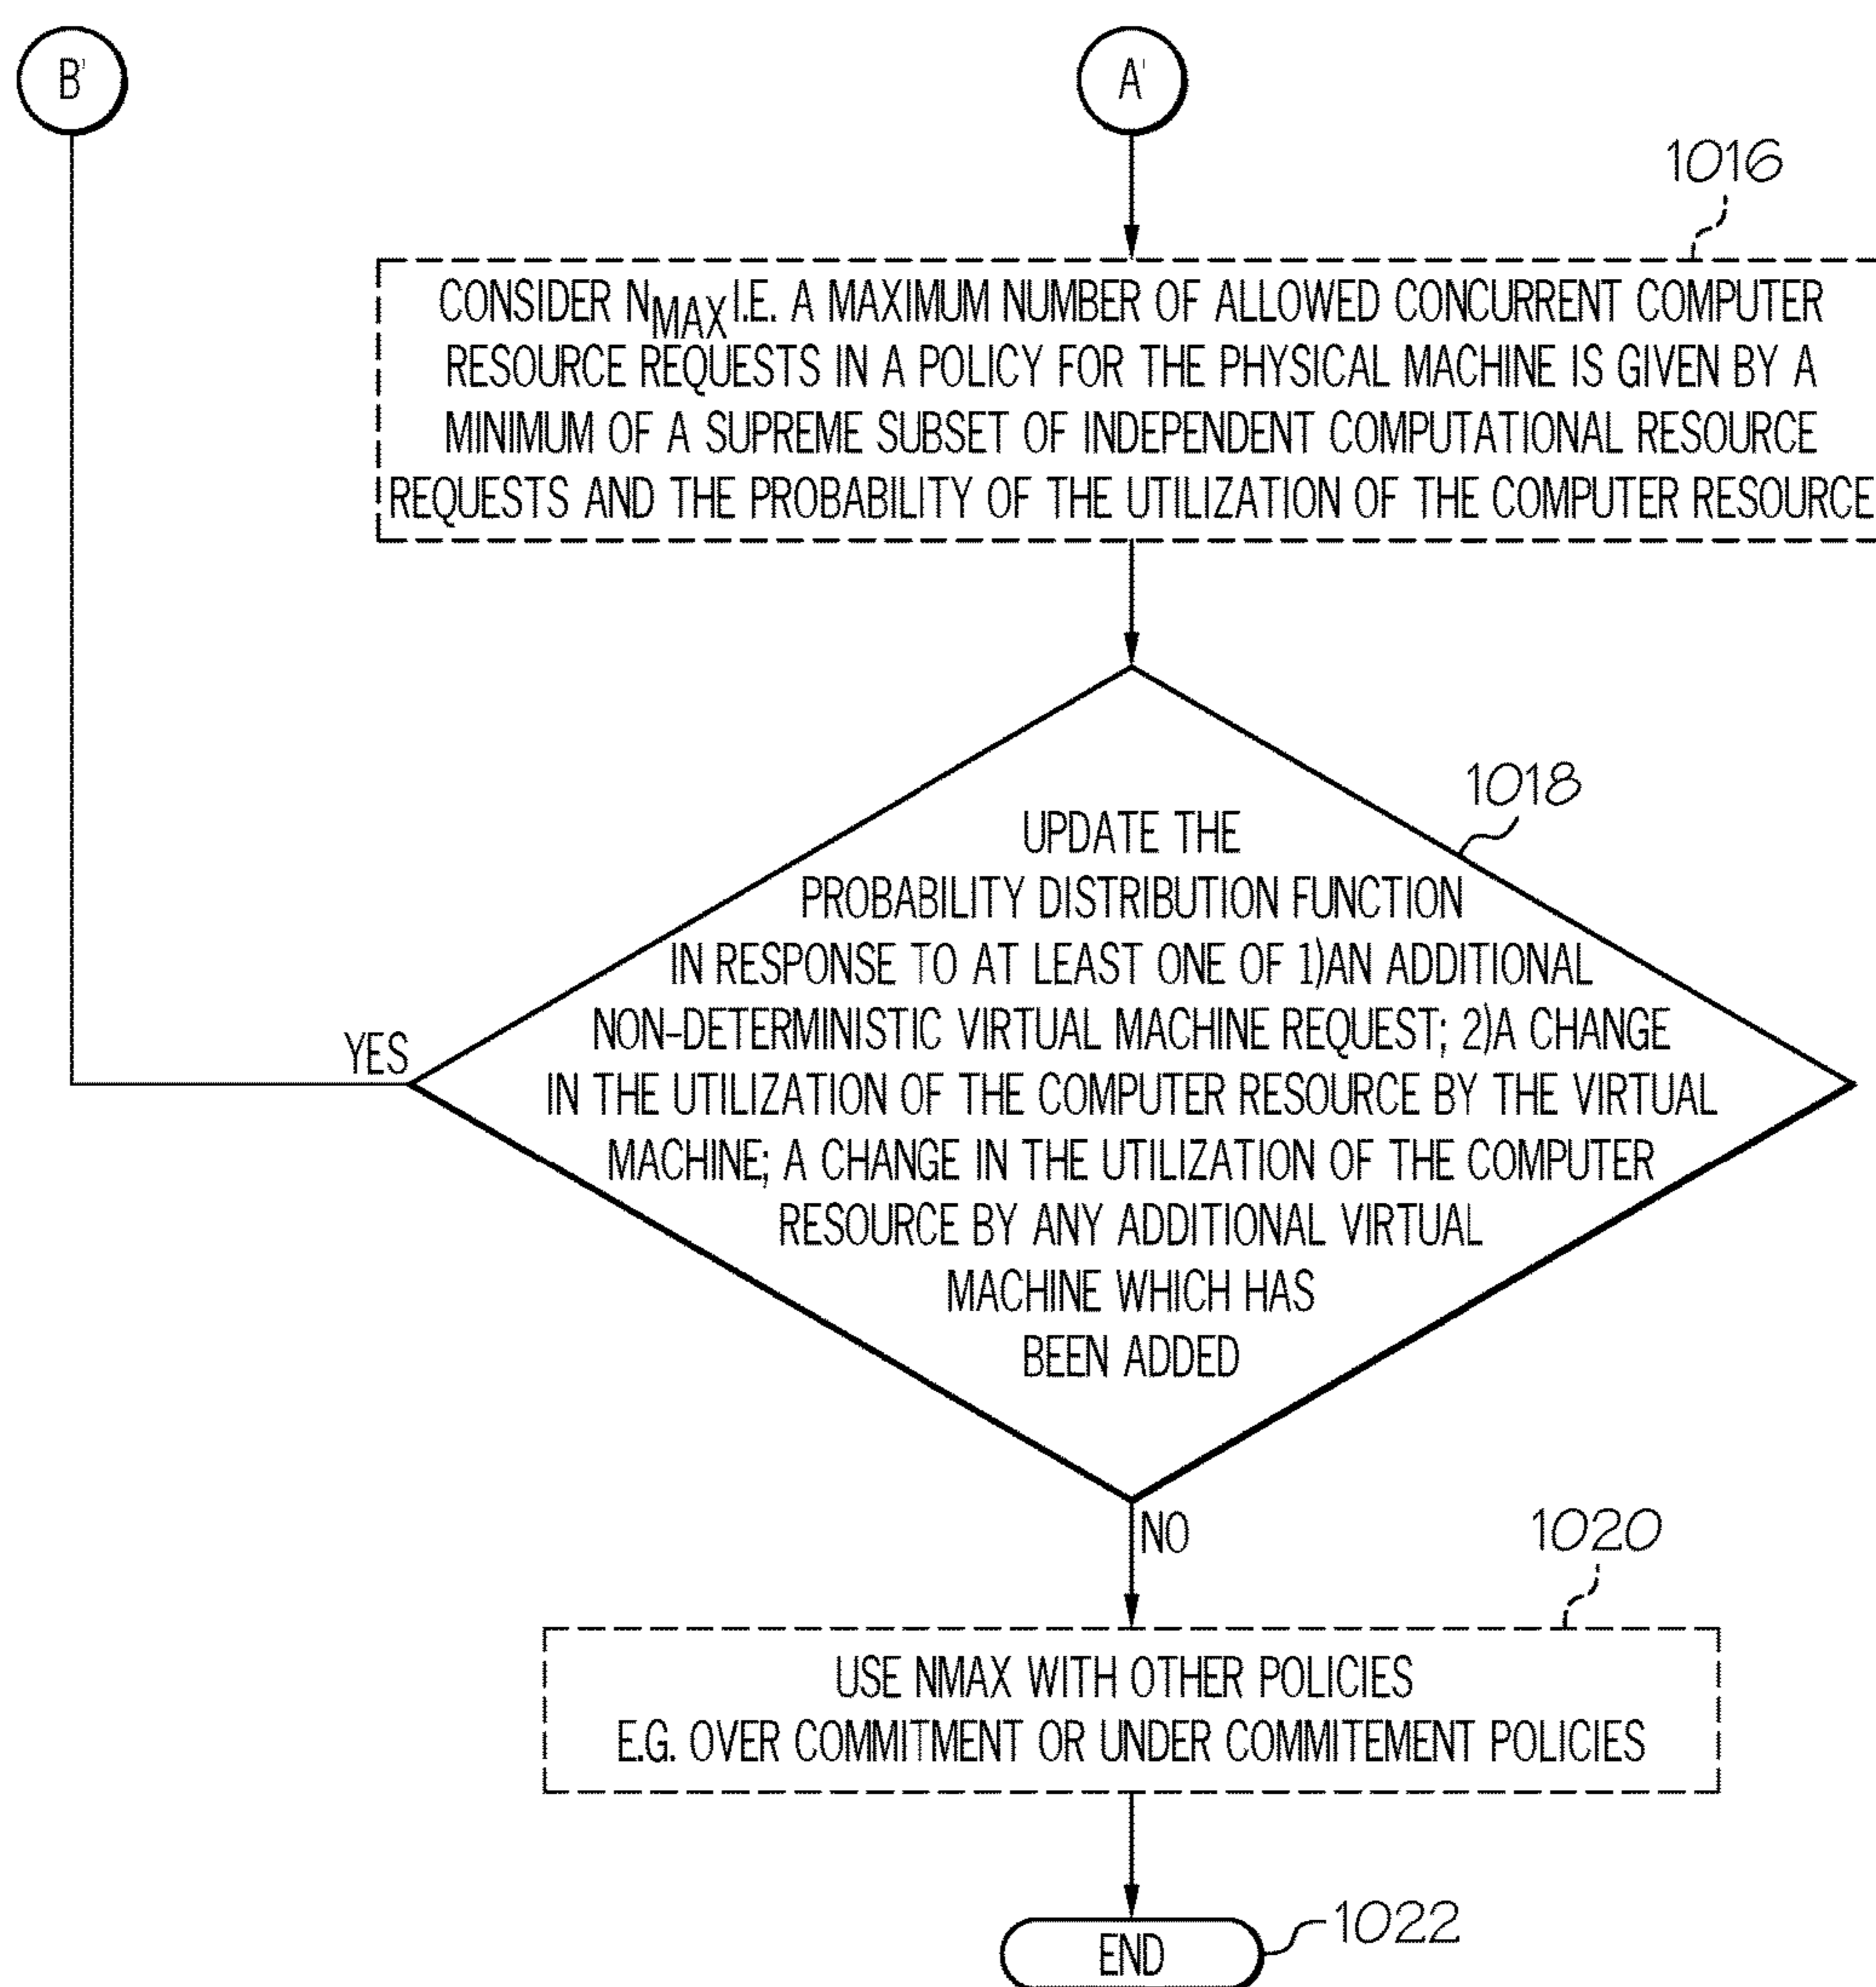 B'
A'
1016
CONSIDER NMAX I.E. A MAXIMUM NUMBER OF ALLOWED CONCURRENT COMPUTER
RESOURCE REQUESTS IN A POLICY FOR THE PHYSICAL MACHINE IS GIVEN BY A
MINIMUM OF A SUPREME SUBSET OF INDEPENDENT COMPUTATIONAL RESOURCE
REQUESTS AND THE PROBABILITY OF THE UTILIZATION OF THE COMPUTER RESOURCE
1018
UPDATE THE
PROBABILITY DISTRIBUTION FUNCTION
IN RESPONSE TO AT LEAST ONE OF 1)AN ADDITIONAL
NON-DETERMINISTIC VIRTUAL MACHINE REQUEST; 2)A CHANGE
IN THE UTILIZATION OF THE COMPUTER RESOURCE BY THE VIRTUAL
MACHINE; A CHANGE IN THE UTILIZATION OF THE COMPUTER
RESOURCE BY ANY ADDITIONAL VIRTUAL
MACHINE WHICH HAS
BEEN ADDED
YES
NO
1020
USE NMAX WITH OTHER POLICIES
E.G. OVER COMMITMENT OR UNDER COMMITEMENT POLICIES
END
1022